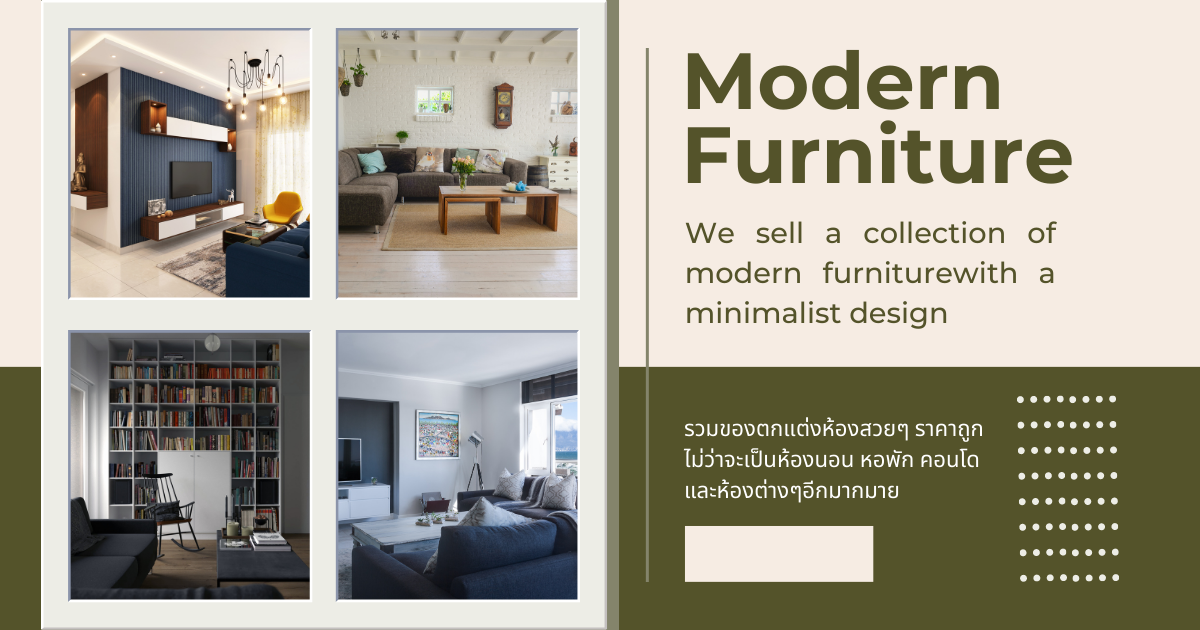 Modern
Furniture
We sell a collection of
modern furniturewith a
minimalist design
รวมของตกแต่งห้องสวยๆ ราคาถูก
ไม่ว่าจะเป็นห้องนอน หอพัก คอนโด
และห้องต่างๆอีกมากมาย